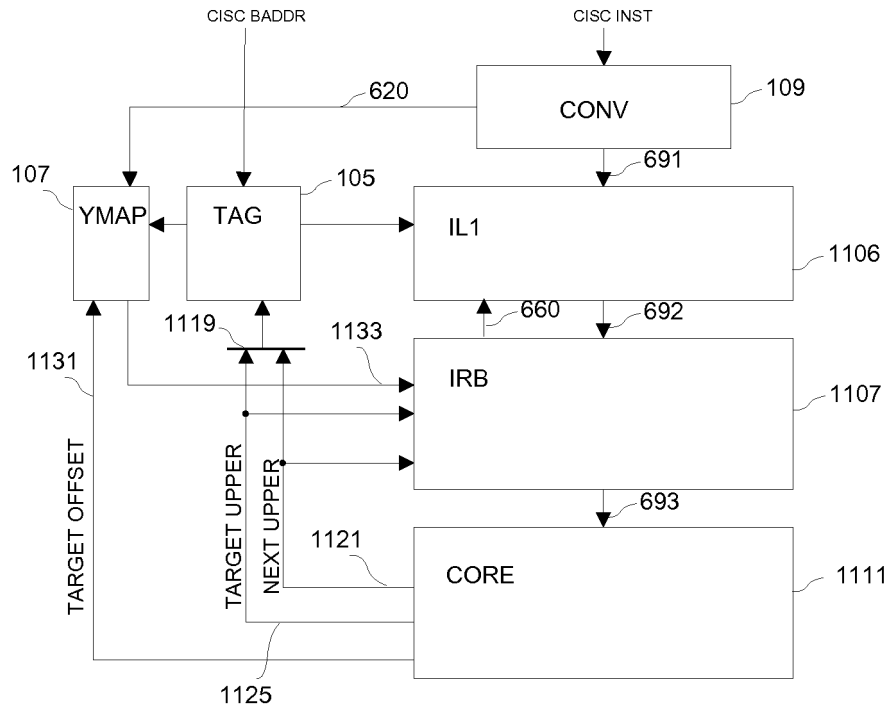 CISC BADDR
CISC INST
620
CONV
109
691
107
105
YMAP
TAG
IL1
1106
660
692
1119
1131
1133
IRB
1107
TARGET OFFSET
TARGET UPPER
NEXT UPPER
693
1121
CORE
1111
1125